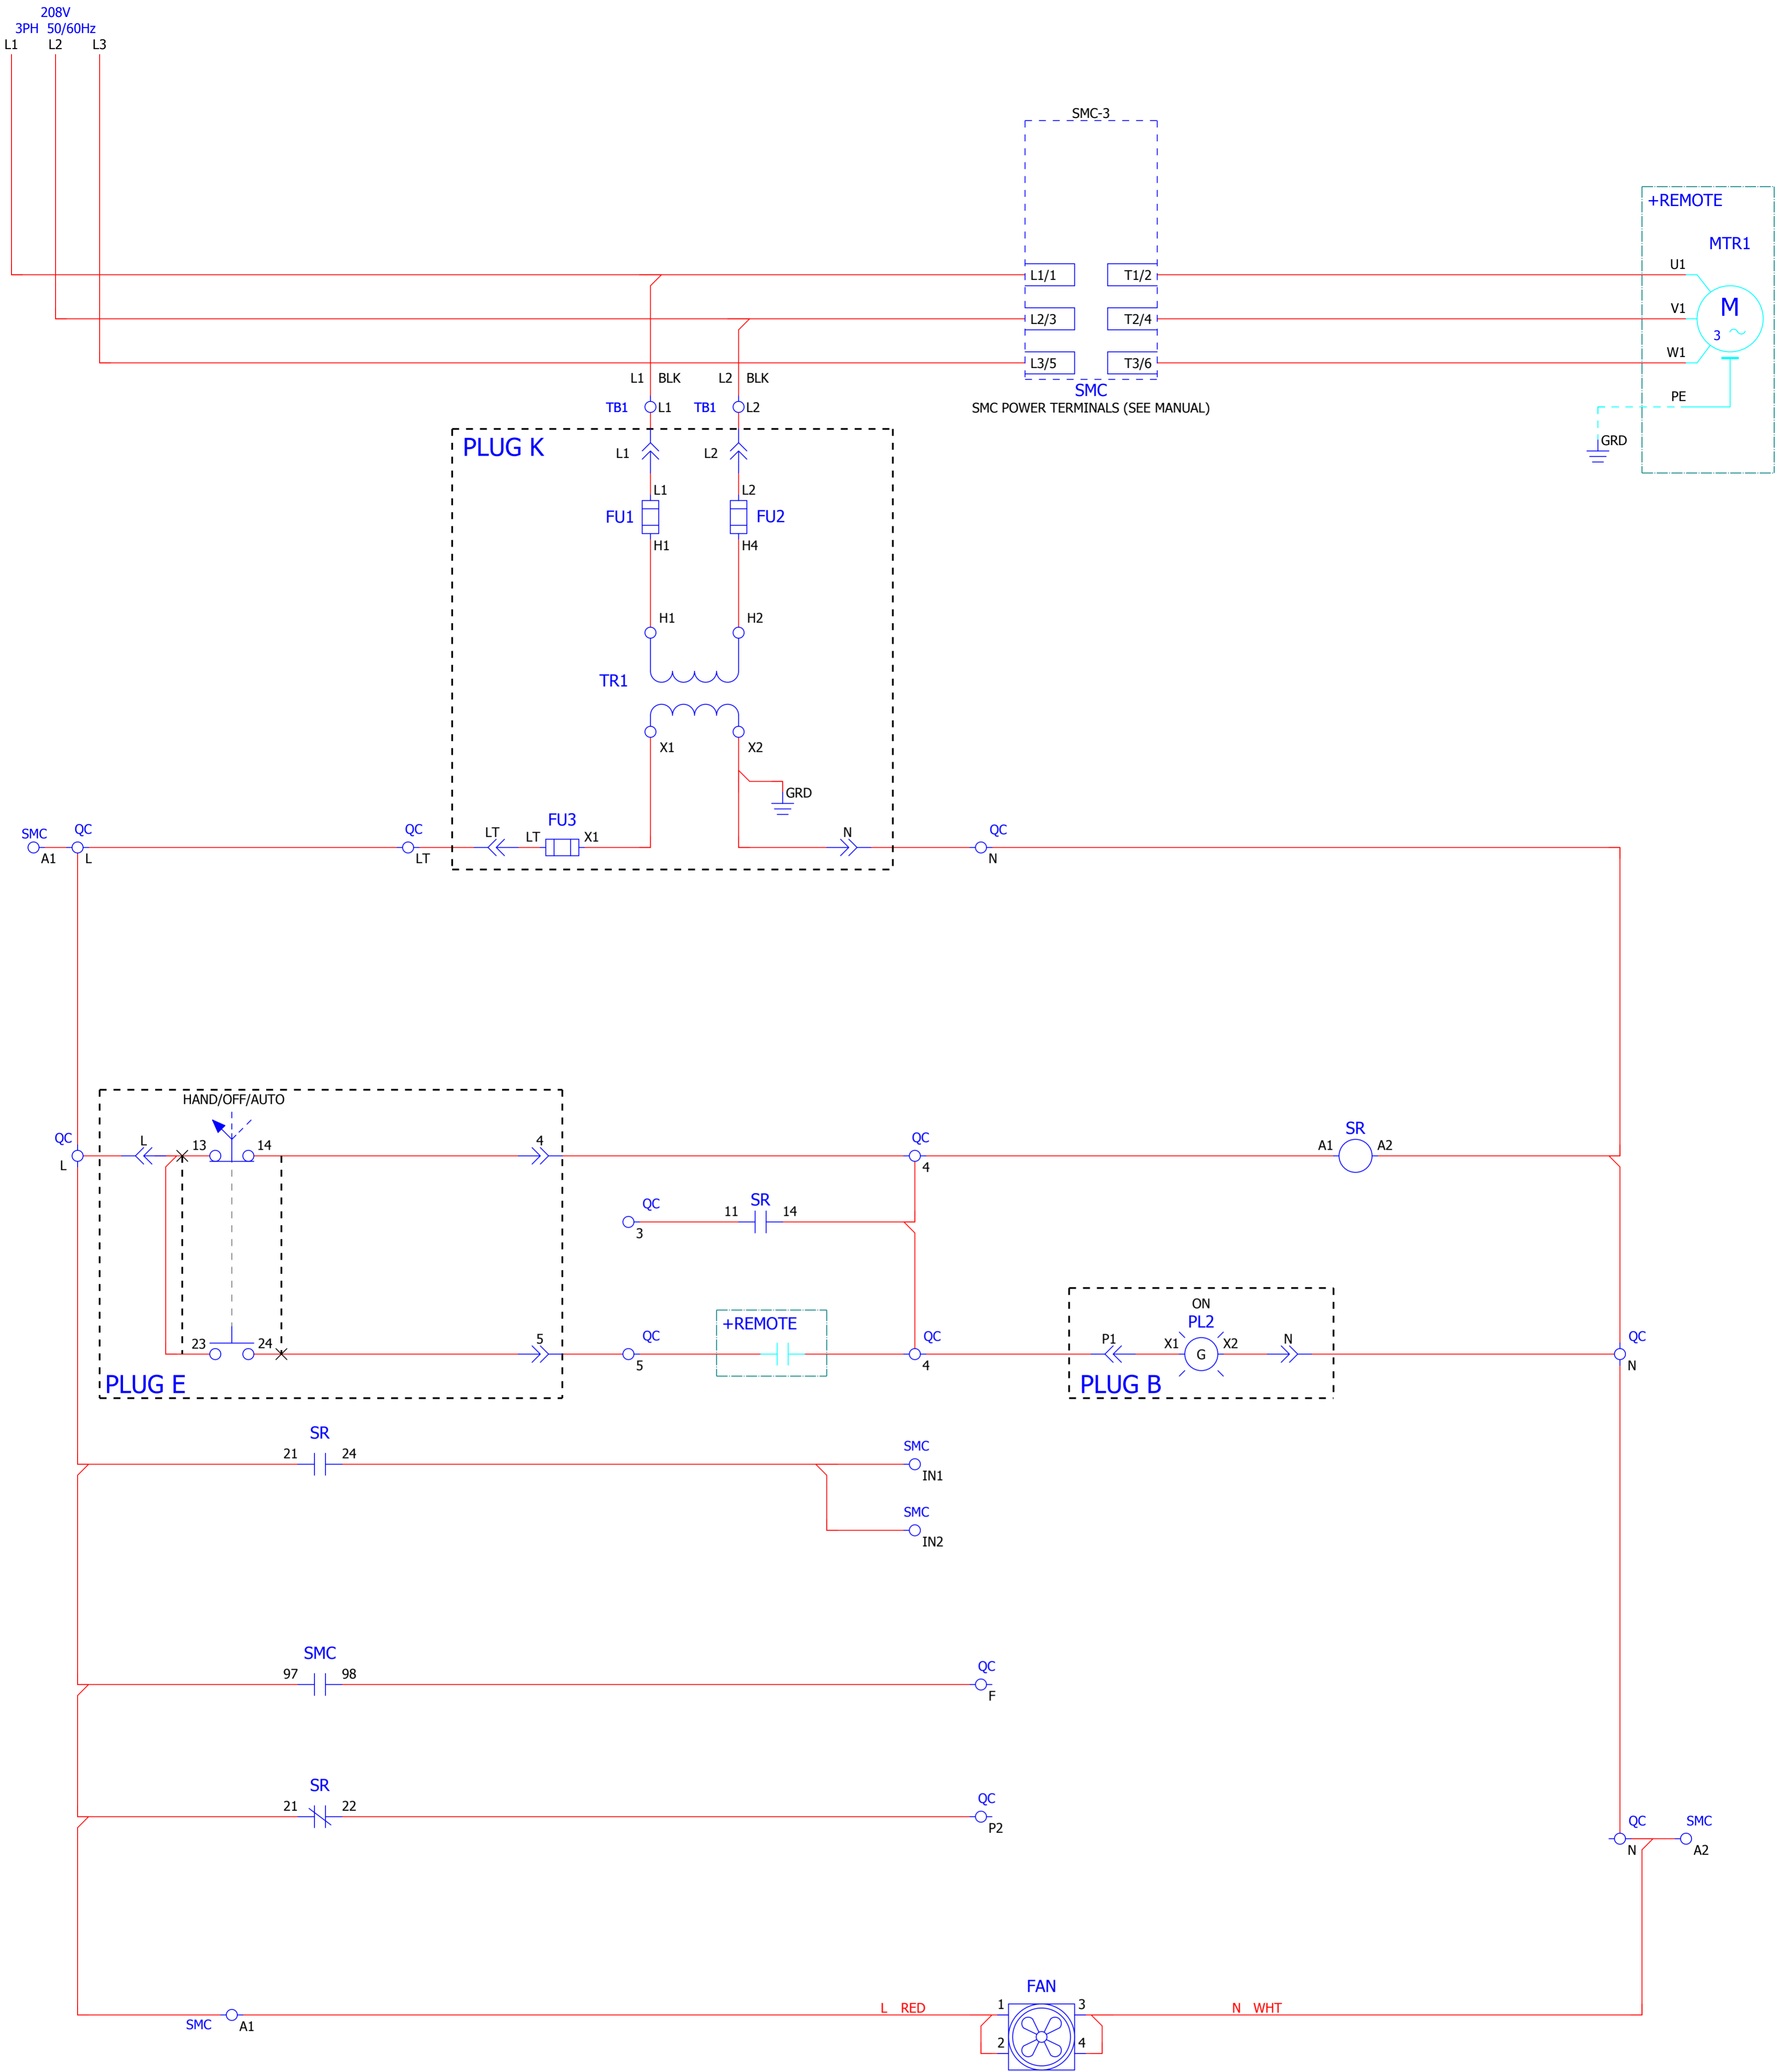 208V
3PH 50/60Hz
L1 L2 L3
SMC-3
+REMOTE
MTR1
L1/1 T1/2 U1
M
3
L2/3 T2/4 V1
L3/5 T3/6 W1
SMC
SMC POWER TERMINALS (SEE MANUAL)
PE
GRD
L1 BLK L2 BLK
TB1 L1 TB1 L2
PLUG K
L1 L2
L1 L2
FU1 FU2
H1 H4
H1 H2
TR1
X1 X2
GRD
SMC QC QC LT FU3 N QC
LT X1
A1 L LT N
HAND/OFF/AUTO
QC L 13 14 4 QC SR
A1 A2
L 4
QC 11 SR 14
3
+REMOTE
ON
PL2
23 24 5 QC QC P1 X1 G X2 N QC
5 4 N
PLUG E
PLUG B
SR
21 24 SMC
IN1
SMC
IN2
SMC
97 98 QC
F
SR
21 22 QC
P2
QC SMC
N A2
FAN
L RED 1 3 N WHT
SMC A1
2 4